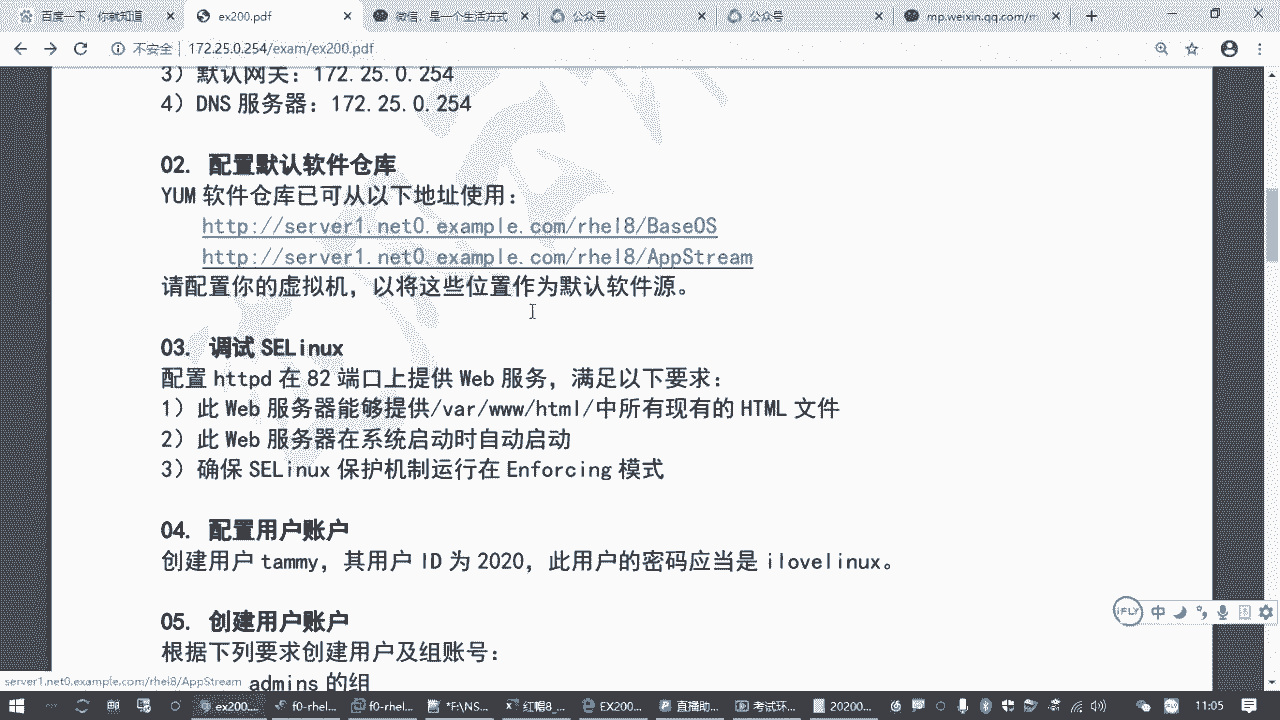 百度一下，你就知道
ex200.pdf
微信，是一个生活方式
公众号
公众号
mp.weixin.qq.com/m
不安全
172.25.0.254/exam/ex200.pdf
3）默认网关：172.25.0.254
4）DNS 服务器：172.25.0.254
02. 配置默认软件仓库
YUM 软件仓库已可从以下地址使用：
http://server1.net0.example.com/rhel8/BaseOS
http://server1.net0.example.com/rhel8/AppStream
请配置你的虚拟机，以将这些位置作为默认软件源。
03. 调试 SELinux
配置 httpd 在 82 端口上提供 Web 服务，满足以下要求：
1）此 Web 服务器能够提供/var/www/html/中所有现有的 HTML 文件
2）此 Web 服务器在系统启动时自动启动
3）确保 SELinux 保护机制运行在 Enforcing 模式
04. 配置用户账户
创建用户 tammy，其用户 ID 为 2020，此用户的密码应当是 ilovelinux。
05. 创建用户账户
根据下列要求创建用户及组账号：
admins 的组
iFLY
中
server1.net0.example.com/rhel8/AppStream
ex200...
f0-rhel...
f0-rhel...
*F:\NS...
红帽8_...
EX200...
直播助...
考试环...
20200...
11:05